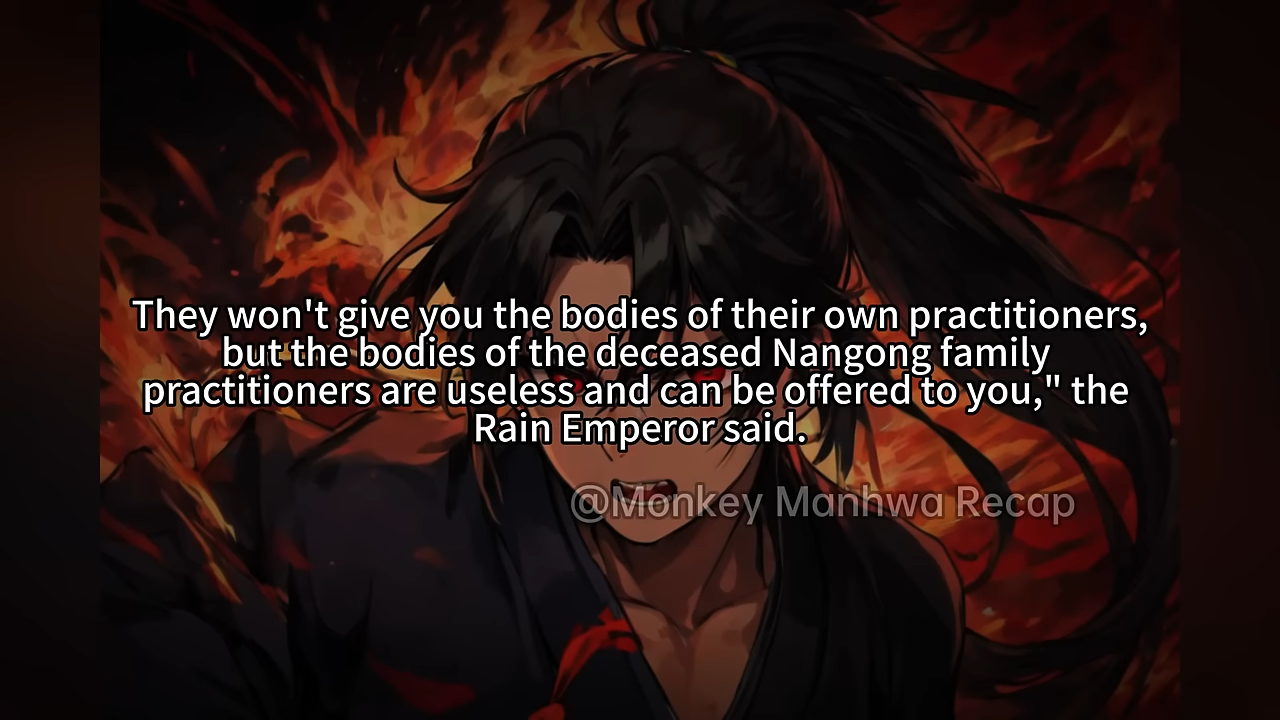 They won't give you the bodies of their own practitioners,
but the bodies of the deceased Nangong family
practitioners are useless and can be offered to you," the
Rain Emperor said.
@Monkey Manhwa Recap